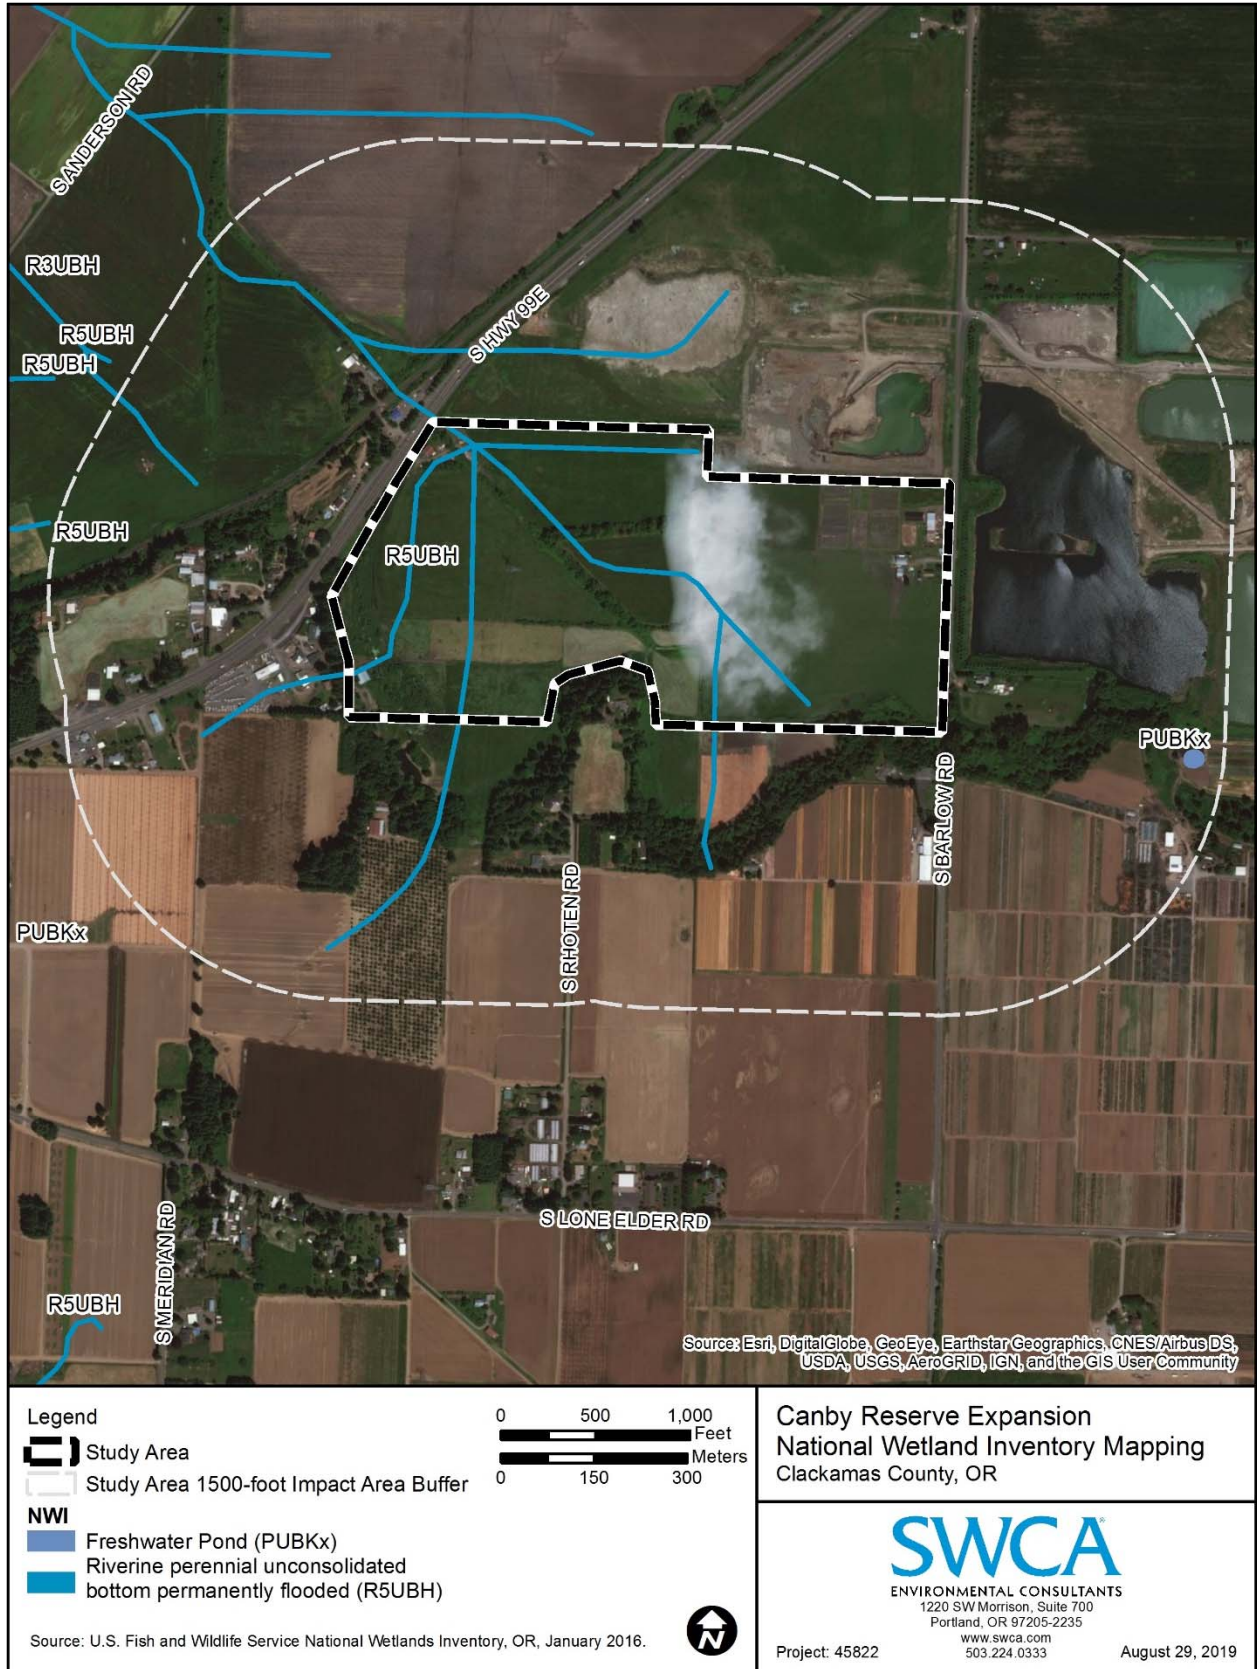 S ANDERSON RD
R3UBH
S HWY 99E
R5UBH
R5UBH
R5UBH
R5UBH
PUBKx
S BARLOW RD
S RHOTEN RD
PUBKx
S LONE ELDER RD
S MERIDIAN RD
R5UBH
Source: Esri, DigitalGlobe, GeoEye, Earthstar Geographics, CNES/Airbus DS,
USDA, USGS, AeroGRID, IGN, and the GIS User Community
Legend
Study Area
Study Area 1500-foot Impact Area Buffer
NWI
Freshwater Pond (PUBKx)
Riverine perennial unconsolidated
bottom permanently flooded (R5UBH)
Source: U.S. Fish and Wildlife Service National Wetlands Inventory, OR, January 2016.
0 500 1,000
Feet
Meters
0 150 300
N
Canby Reserve Expansion
National Wetland Inventory Mapping
Clackamas County, OR
SWCA
ENVIRONMENTAL CONSULTANTS
1220 SW Morrison, Suite 700
Portland, OR 97205-2235
www.swca.com
503.224.0333
Project: 45822
August 29, 2019